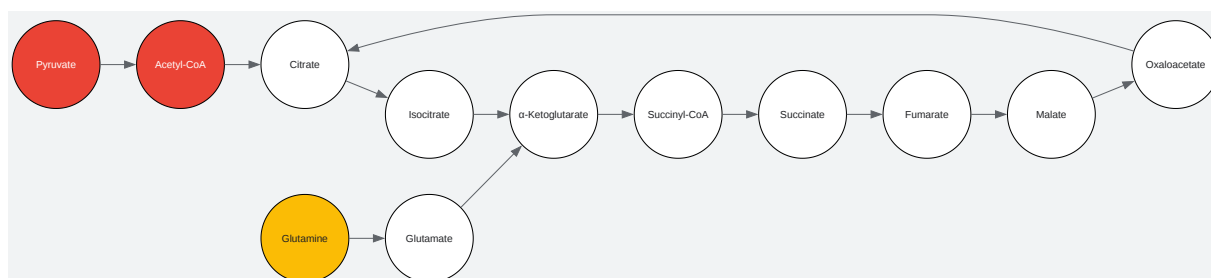 Pyruvate
Acetyl-CoA
Citrate
Oxaloacetate
Isocitrate
α-Ketoglutarate
Succinyl-CoA
Succinate
Fumarate
Malate
Glutamine
Glutamate